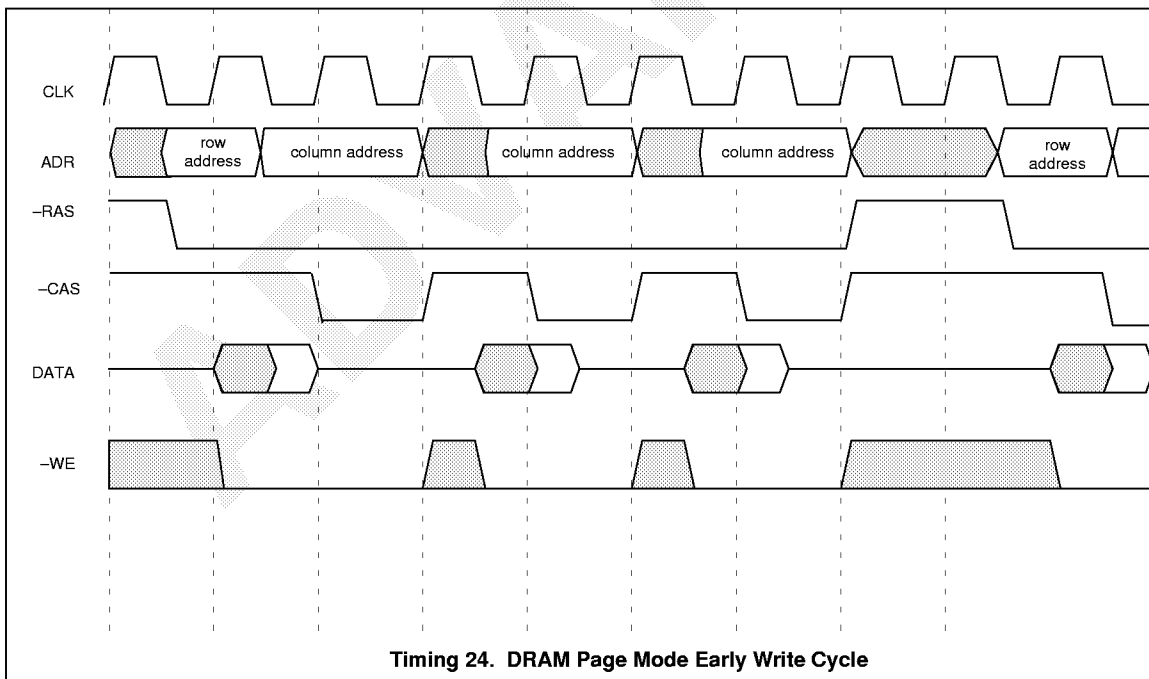 CLK
ADR
row
address
column address
column address
column address
row
address
–RAS
–CAS
DATA
–WE
Timing 24. DRAM Page Mode Early Write Cycle